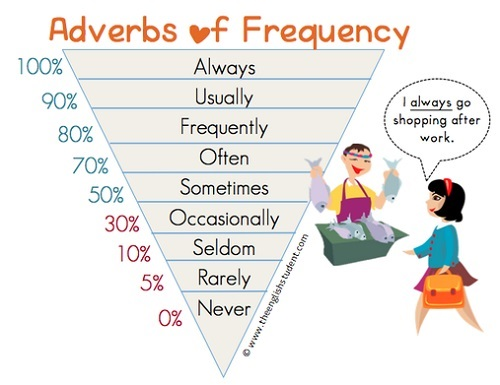 Adverbs of Frequency
100% Always
90% Usually
80% Frequently
70% Often
50% Sometimes
30% Occasionally
10% Seldom
5% Rarely
0% Never
I always go
shopping after
work.
© www.theenglishstudent.com